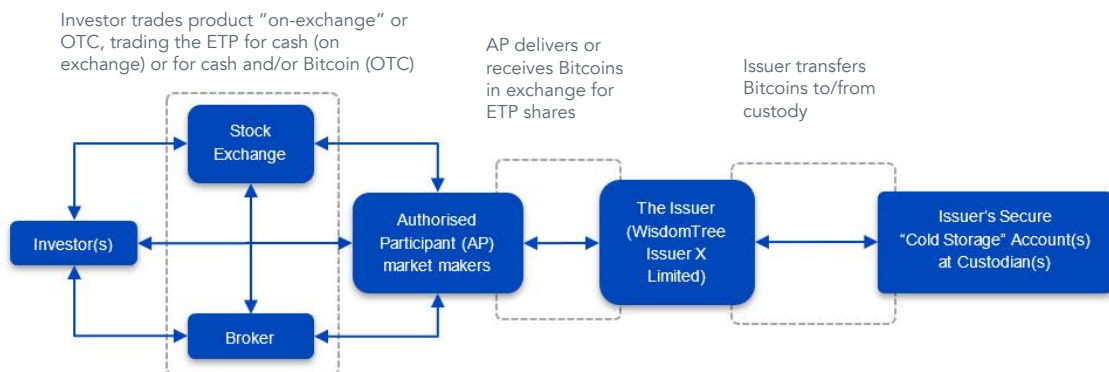 Investor trades product “on-exchange” or
OTC, trading the ETP for cash (on
exchange) or for cash and/or Bitcoin (OTC)
AP delivers or
receives Bitcoins
in exchange for
ETP shares
Issuer transfers
Bitcoins to/from
custody
Stock
Exchange
Investor(s)
Authorised
Participant (AP)
market makers
The Issuer
(WisdomTree
Issuer X
Limited)
Issuer’s Secure
“Cold Storage” Account(s)
at Custodian(s)
Broker